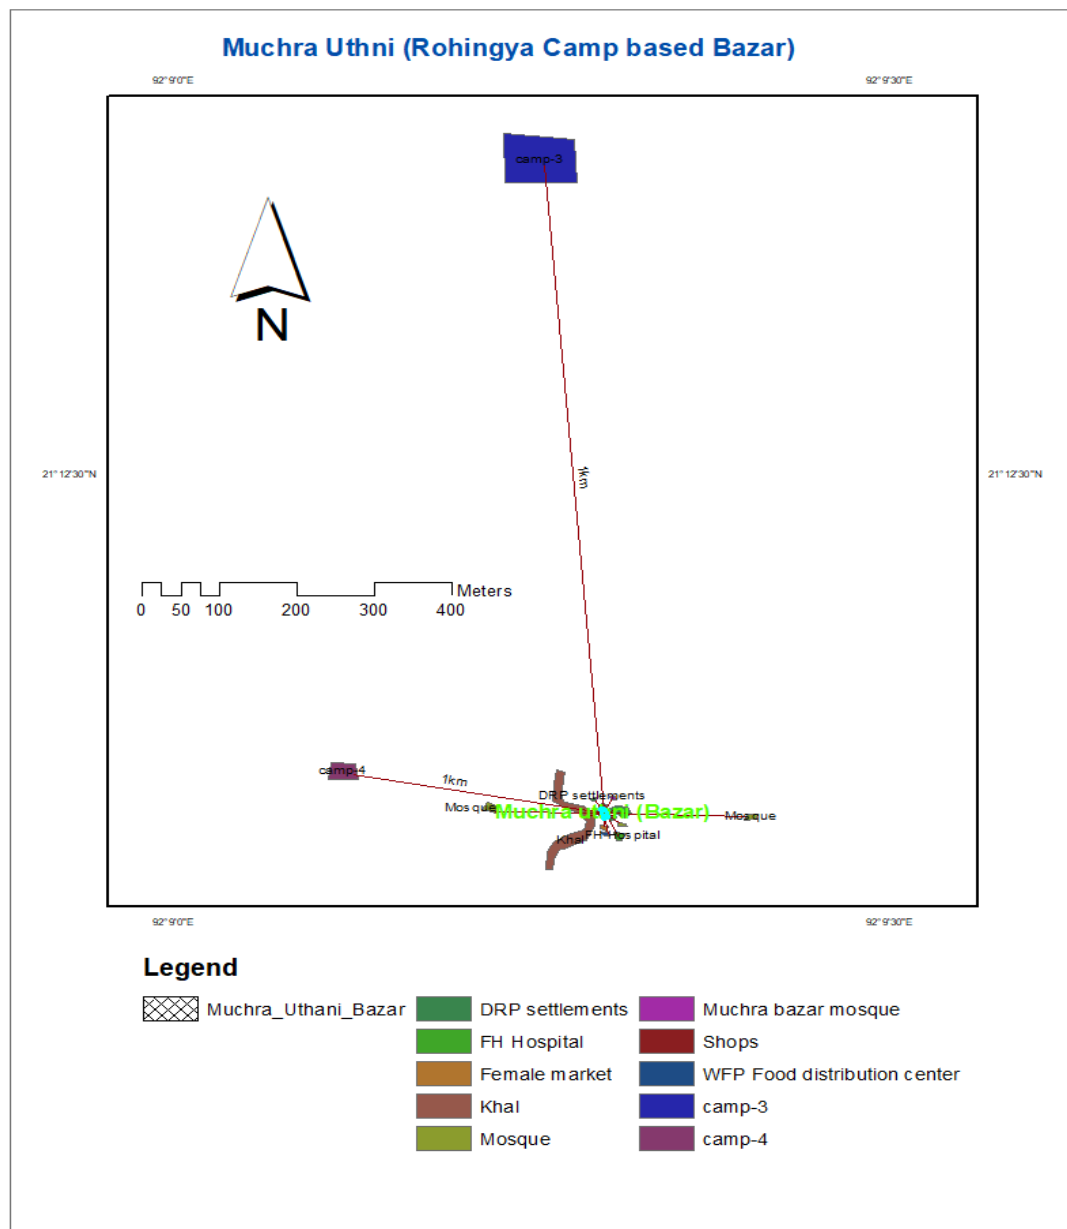 Muchra Uthni (Rohingya Camp based Bazar)
92°9'0"E 92°9'30"E
camp-3
N
1km
21°12'30"N 21°12'30"N
Meters
0 50 100 200 300 400
camp-4
1km
DRP settlements
Mosque
Muchra uthni (Bazar)
Mosque
FH Hospital
Khal
92°9'0"E 92°9'30"E
Legend
Muchra_Uthani_Bazar
DRP settlements
FH Hospital
Female market
Khal
Mosque
Muchra bazar mosque
Shops
WFP Food distribution center
camp-3
camp-4